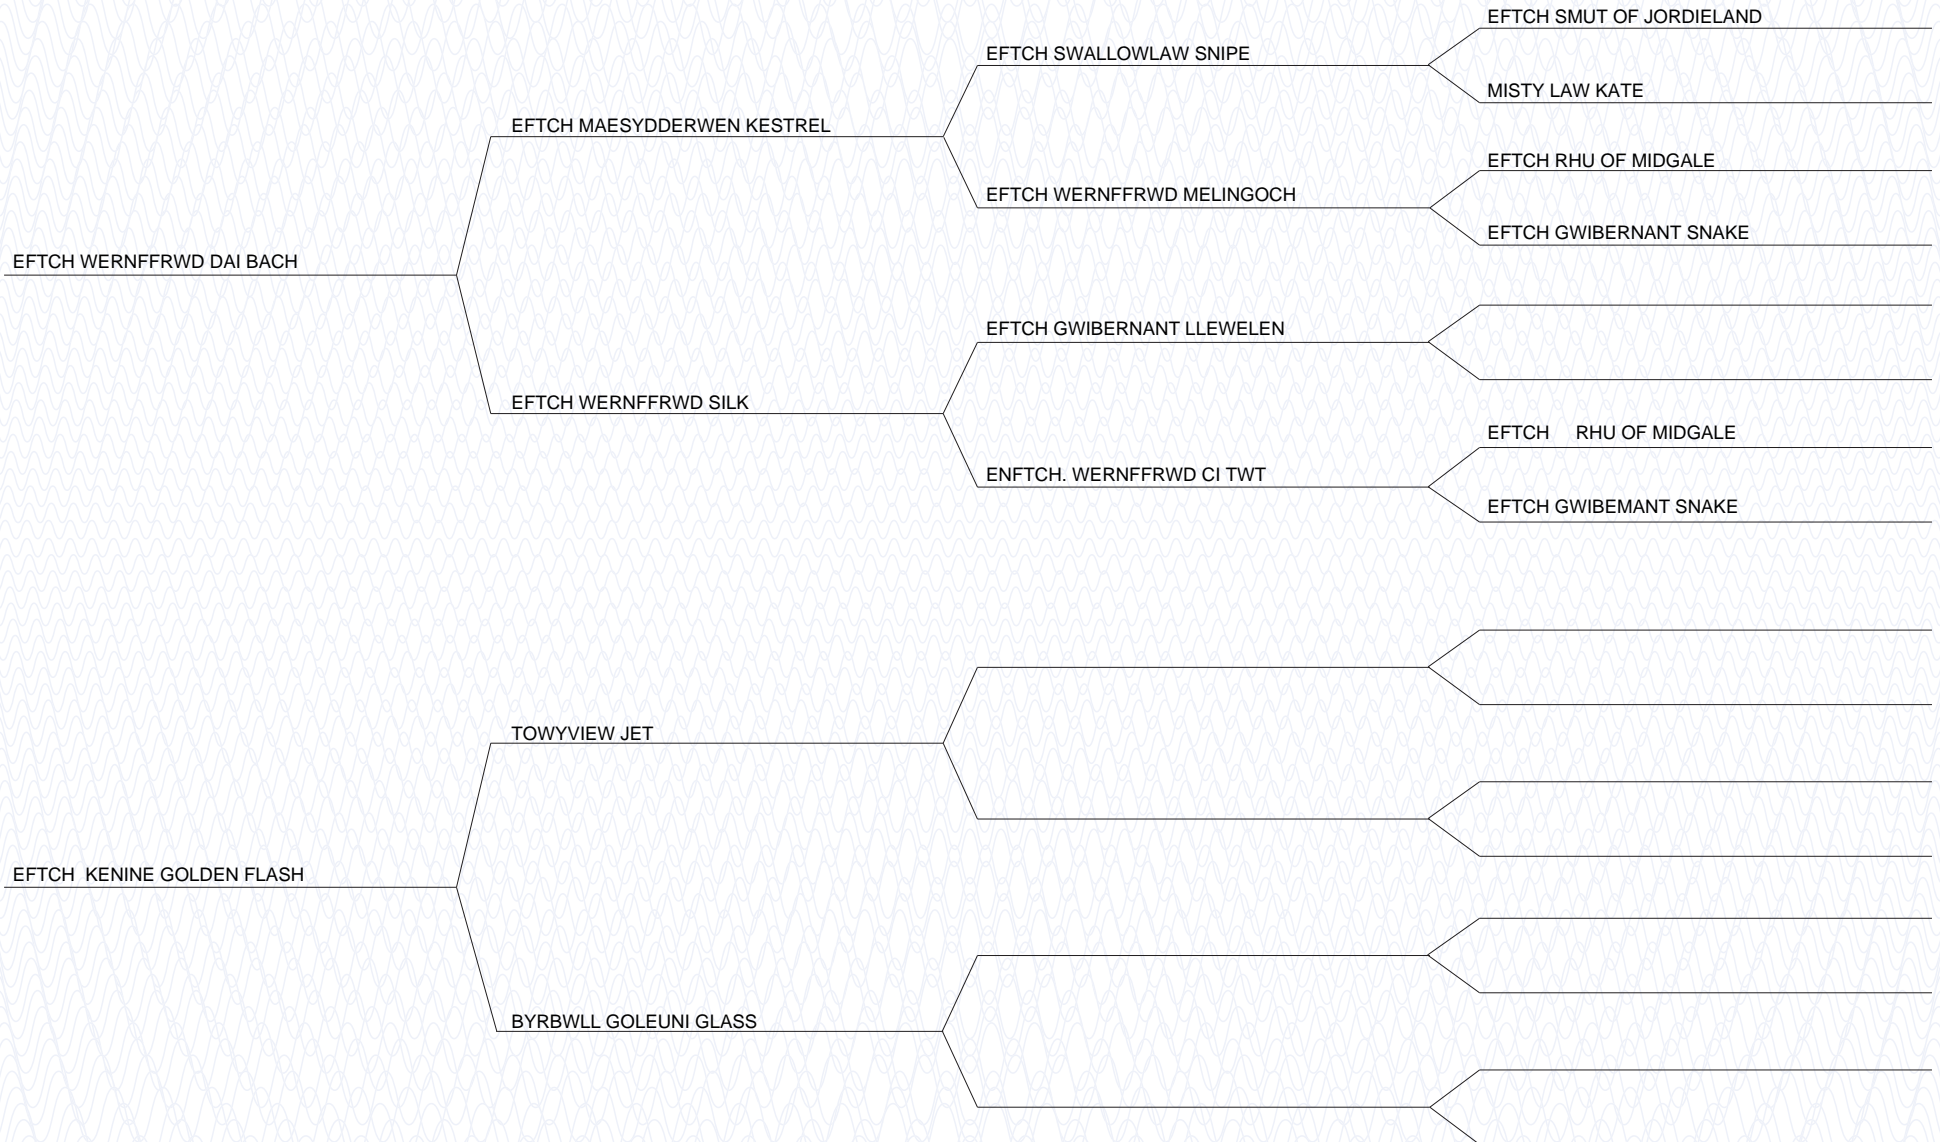 EFTCH SMUT OF JORDIELAND
EFTCH SWALLOWLAW SNIPE
MISTY LAW KATE
EFTCH MAESYDDERWEN KESTREL
EFTCH RHU OF MIDGALE
EFTCH WERNFFRWD MELINGOCH
EFTCH GWIBERNANT SNAKE
EFTCH WERNFFRWD DAI BACH
EFTCH GWIBERNANT LLEWELEN
EFTCH WERNFFRWD SILK
EFTCH RHU OF MIDGALE
ENFTCH. WERNFFRWD CI TWT
EFTCH GWIBEMANT SNAKE
TOWYVIEW JET
EFTCH KENINE GOLDEN FLASH
BYRBWLL GOLEUNI GLASS